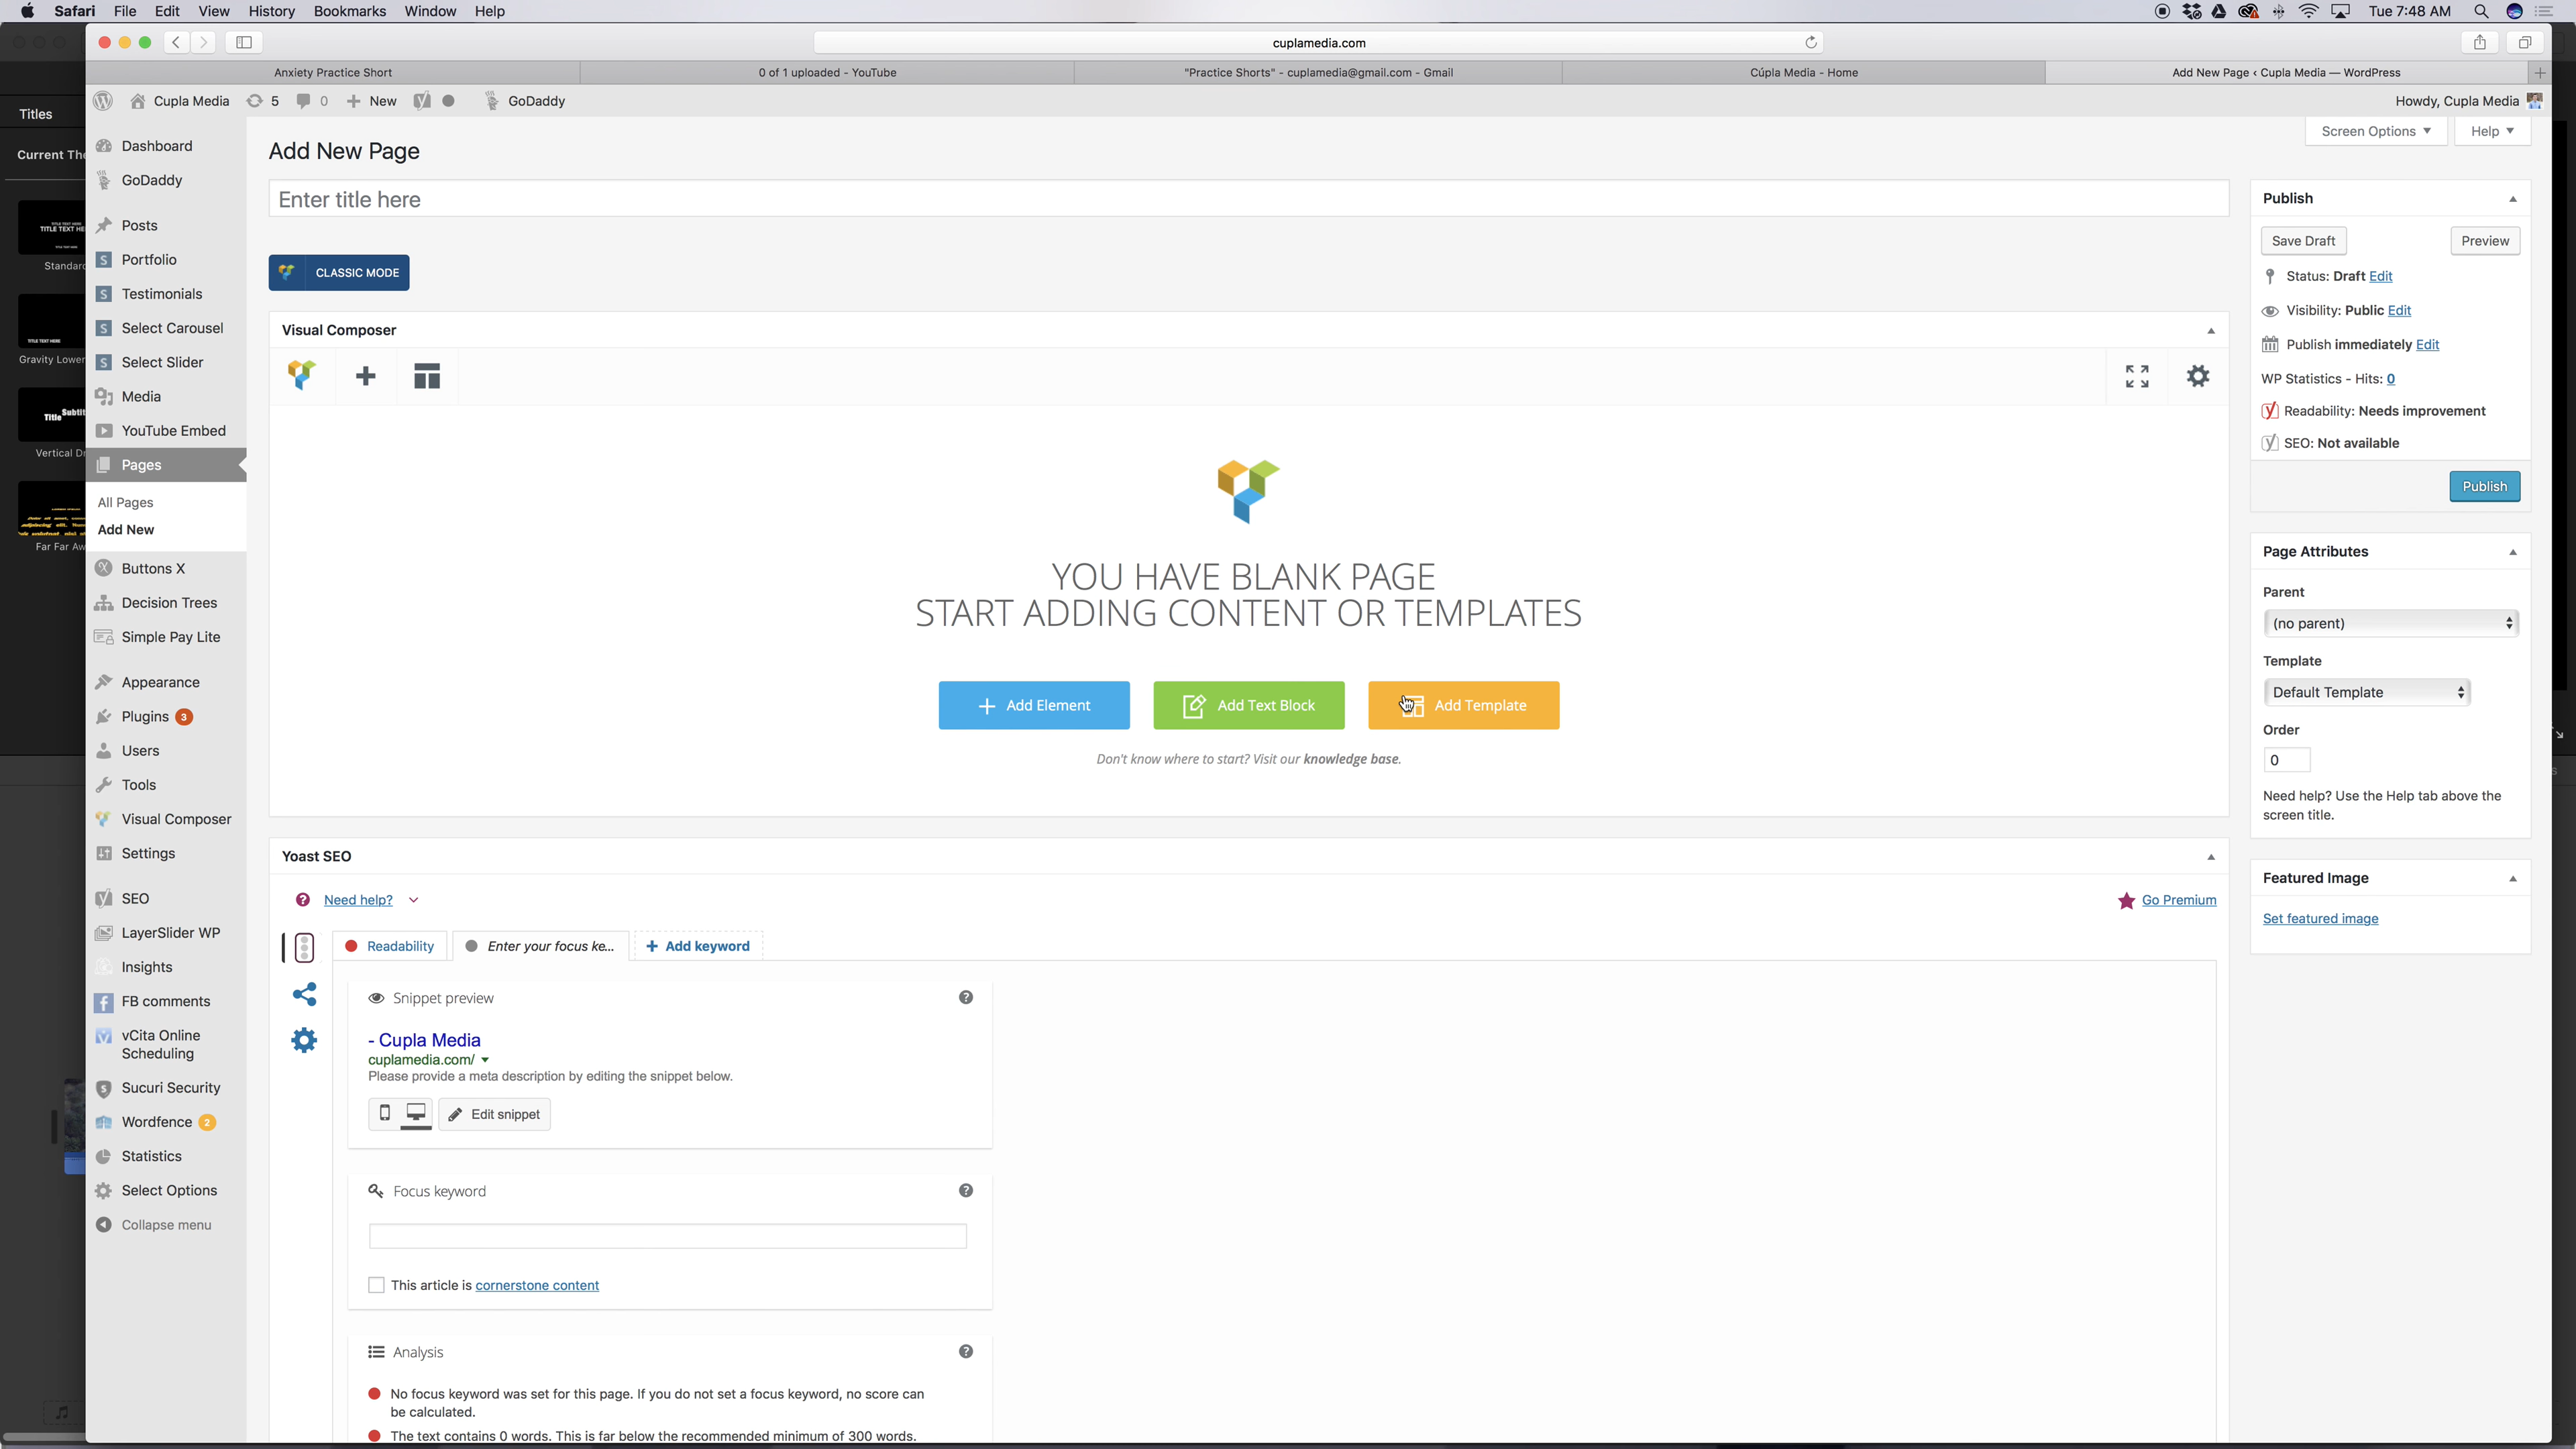 Safari File Edit View History Bookmarks Window Help
Tue 7:48 AM
cuplamedia.com
Anxiety Practice Short
0 of 1 uploaded - YouTube
"Practice Shorts" - cuplamedia@gmail.com - Gmail
Cúpla Media - Home
Add New Page ‹ Cupla Media — WordPress
Cupla Media 5 0 New GoDaddy
Howdy, Cupla Media
Titles
Current The
TITLE TEXT HE
Standard
Gravity Lower
Title Subtit
Vertical Dr
Far Far Aw
Dashboard
GoDaddy
Posts
Portfolio
Testimonials
Select Carousel
Select Slider
Media
YouTube Embed
Pages
All Pages
Add New
Buttons X
Decision Trees
Simple Pay Lite
Appearance
Plugins 3
Users
Tools
Visual Composer
Settings
SEO
LayerSlider WP
Insights
FB comments
vCita Online
Scheduling
Sucuri Security
Wordfence 2
Statistics
Select Options
Collapse menu
Screen Options
Help
Add New Page
Enter title here
CLASSIC MODE
Visual Composer
YOU HAVE BLANK PAGE
START ADDING CONTENT OR TEMPLATES
Add Element
Add Text Block
Add Template
Don't know where to start? Visit our knowledge base.
Yoast SEO
Need help?
Go Premium
Readability
Enter your focus ke...
Add keyword
Snippet preview
- Cupla Media
cuplamedia.com/
Please provide a meta description by editing the snippet below.
Edit snippet
Focus keyword
This article is cornerstone content
Analysis
No focus keyword was set for this page. If you do not set a focus keyword, no score can
be calculated.
The text contains 0 words. This is far below the recommended minimum of 300 words.
Publish
Save Draft
Preview
Status: Draft Edit
Visibility: Public Edit
Publish immediately Edit
WP Statistics - Hits: 0
Readability: Needs improvement
SEO: Not available
Publish
Page Attributes
Parent
(no parent)
Template
Default Template
Order
0
Need help? Use the Help tab above the
screen title.
Featured Image
Set featured image